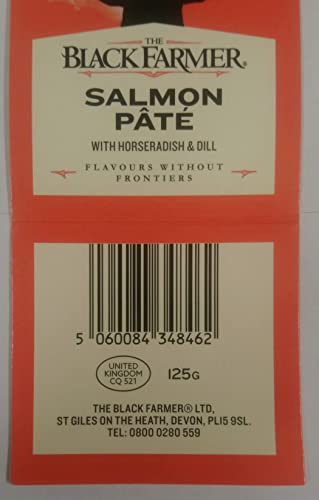 THE
BLACK FARMER®
SALMON
PÂTÉ
WITH HORSERADISH & DILL
FLAVOURS WITHOUT
FRONTIERS
5 060084 348462
UNITED
KINGDOM
CQ 521
125G
THE BLACK FARMER® LTD,
ST GILES ON THE HEATH, DEVON, PL15 9SL.
TEL: 0800 0280 559